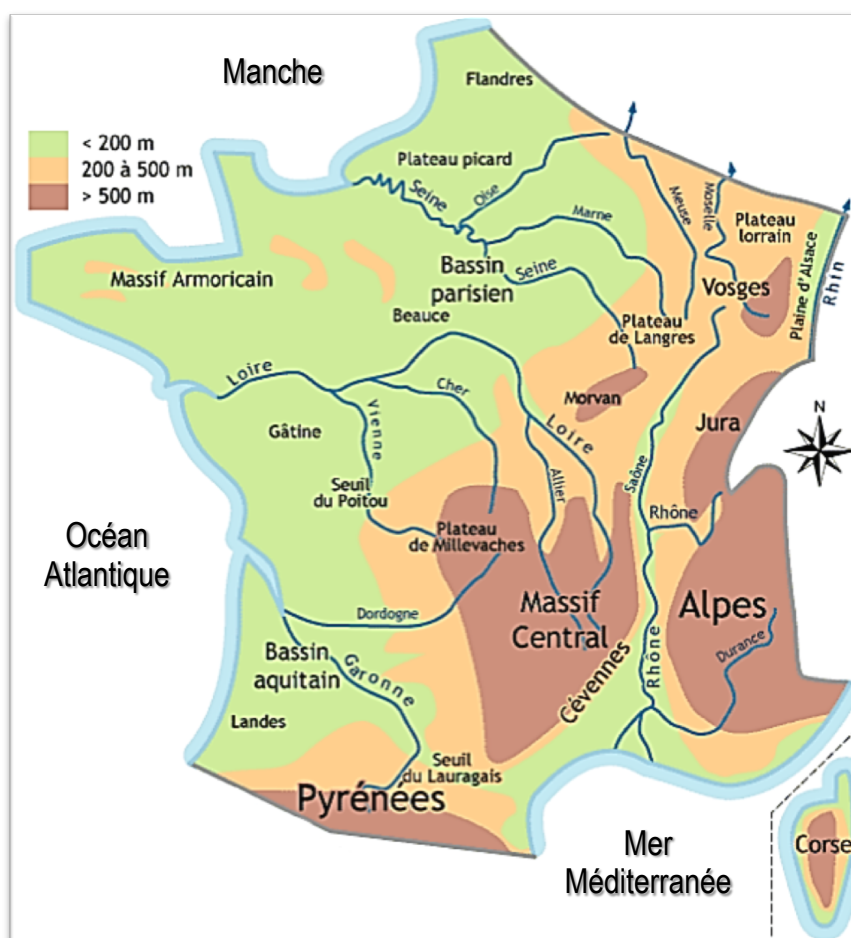 Manche
Flandres
< 200 m
200 à 500 m
> 500 m
Plateau picard
Seine
Oise
Marne
Meuse
Moselle
Plateau
lorrain
Plaine d'Alsace
Rhin
Massif Armoricain
Bassin
parisien
Seine
Vosges
Beauce
Plateau
de Langres
Loire
Cher
Morvan
Jura
N
Gâtine
Vienne
Loire
Allier
Saône
Seuil
du Poitou
Rhône
Océan
Atlantique
Plateau
de Millevaches
Massif
Central
Alpes
Dordogne
Durance
Rhône
Bassin
aquitain
Garonne
Cévennes
Landes
Seuil
du Lauragais
Pyrénées
Mer
Méditerranée
Corse